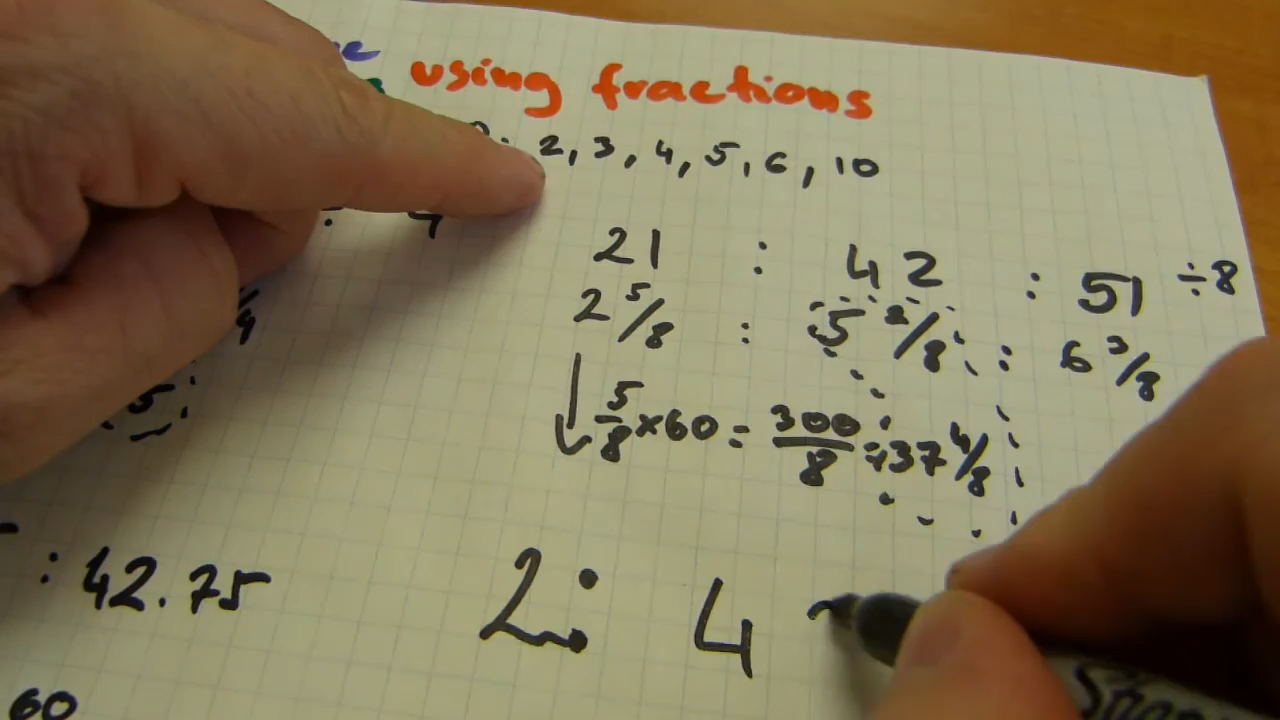 using fractions
2, 3, 4, 5, 6, 10
21 : 42 : 51 ÷8
2 5/8 : 5 2/8 : 6 3/8
5/8 ×60 = 300/8 = 37 4/8
: 42.75
2: 4
60